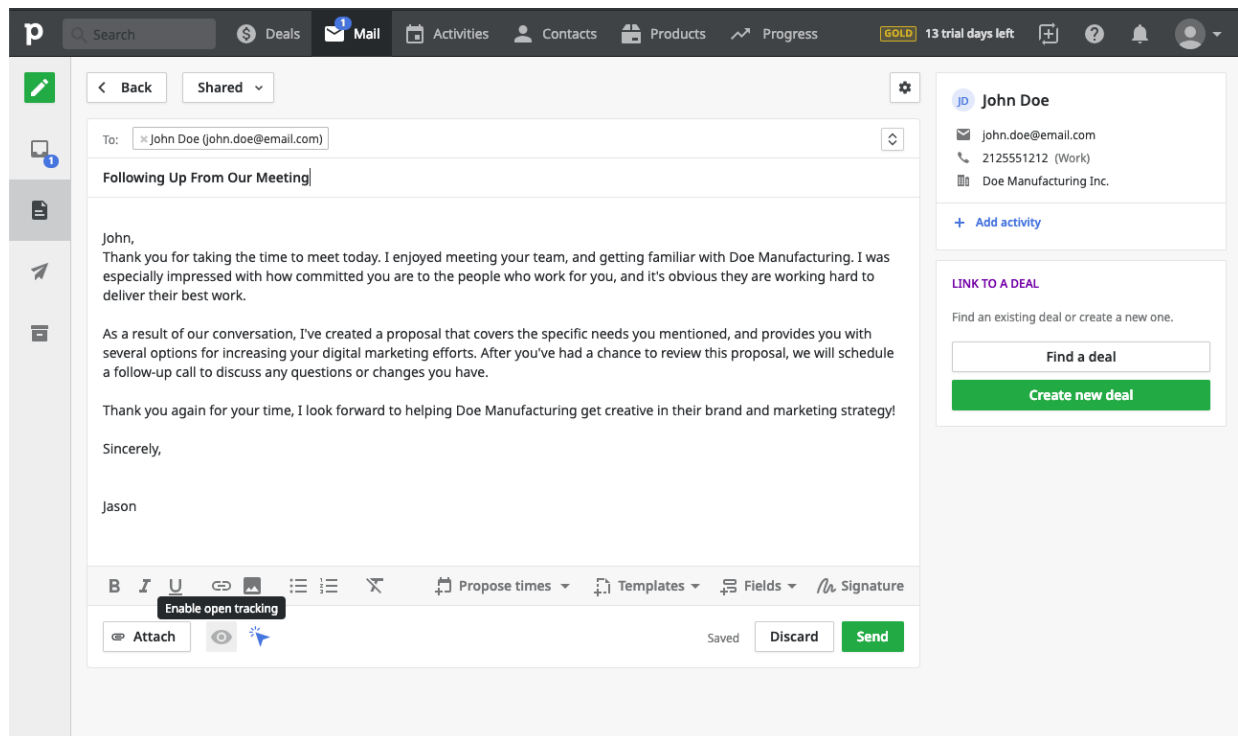 p
Search
Deals
1
Mail
Activities
Contacts
Products
Progress
GOLD
13 trial days left
1
Back
Shared
To: × John Doe (john.doe@email.com)
Following Up From Our Meeting
John,
Thank you for taking the time to meet today. I enjoyed meeting your team, and getting familiar with Doe Manufacturing. I was
especially impressed with how committed you are to the people who work for you, and it's obvious they are working hard to
deliver their best work.
As a result of our conversation, I've created a proposal that covers the specific needs you mentioned, and provides you with
several options for increasing your digital marketing efforts. After you've had a chance to review this proposal, we will schedule
a follow-up call to discuss any questions or changes you have.
Thank you again for your time, I look forward to helping Doe Manufacturing get creative in their brand and marketing strategy!
Sincerely,
Jason
B I U
Propose times
Templates
Fields
Signature
Enable open tracking
Attach
Saved
Discard
Send
JD John Doe
john.doe@email.com
2125551212 (Work)
Doe Manufacturing Inc.
+ Add activity
LINK TO A DEAL
Find an existing deal or create a new one.
Find a deal
Create new deal